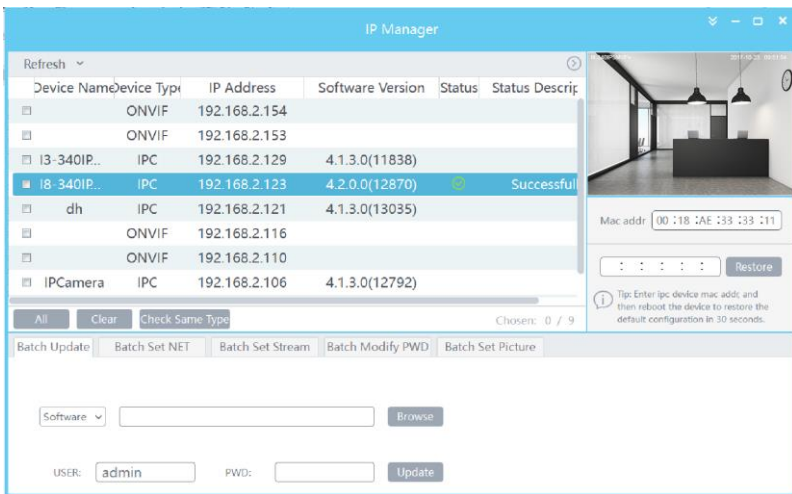 IP Manager
Refresh
Device Name Device Type IP Address Software Version Status Status Descrip
ONVIF 192.168.2.154
ONVIF 192.168.2.153
I3-340IP... IPC 192.168.2.129 4.1.3.0(11838)
I8-340IP... IPC 192.168.2.123 4.2.0.0(12870) Successfull
dh IPC 192.168.2.121 4.1.3.0(13035)
ONVIF 192.168.2.116
ONVIF 192.168.2.110
IPCamera IPC 192.168.2.106 4.1.3.0(12792)
All Clear Check Same Type Chosen: 0 / 9
Mac addr 00 :18 :AE :33 :33 :11
: : : : : Restore
Tip: Enter ipc device mac addr, and
then reboot the device to restore the
default configuration in 30 seconds.
Batch Update Batch Set NET Batch Set Stream Batch Modify PWD Batch Set Picture
Software Browse
USER: admin PWD: Update